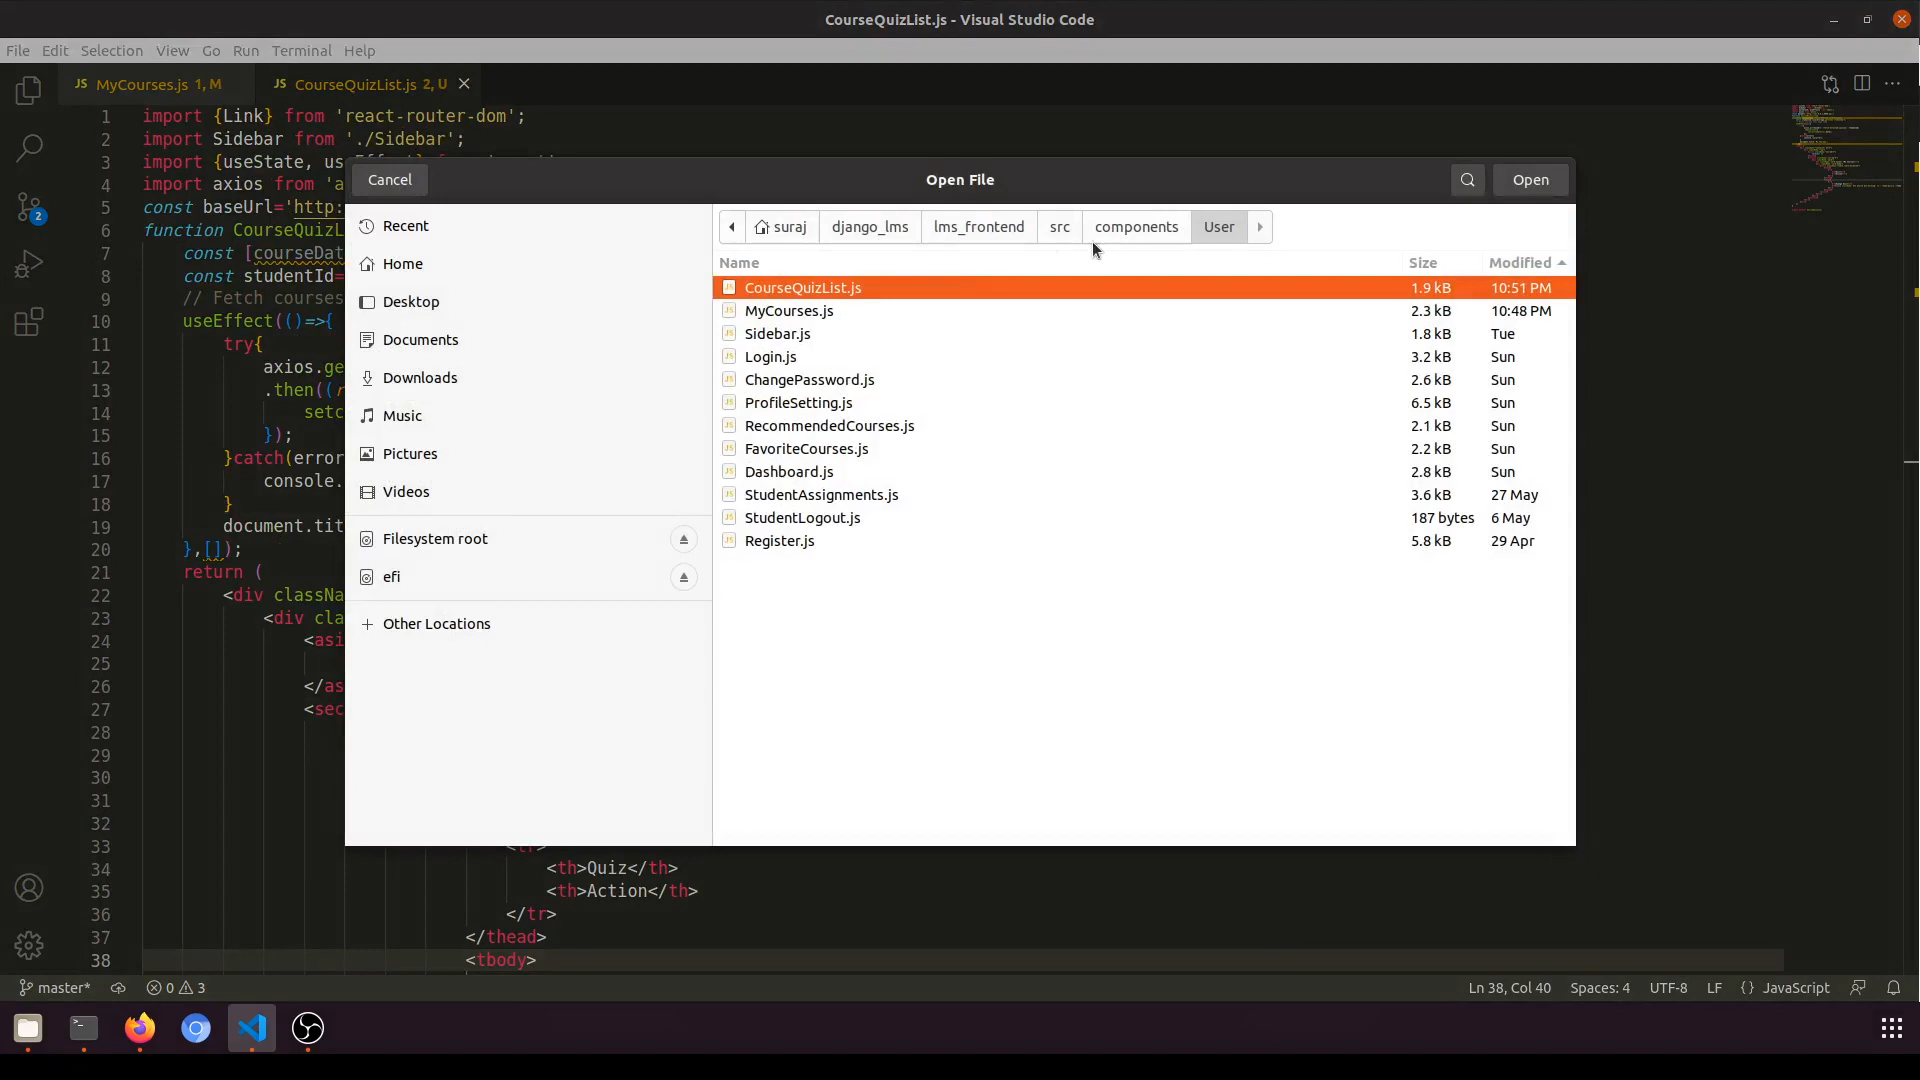 CourseQuizList.js - Visual Studio Code
File Edit Selection View Go Run Terminal Help
JS MyCourses.js 1, M JS CourseQuizList.js 2, U
1 import {Link} from 'react-router-dom';
2 import Sidebar from './Sidebar';
3 import {useState, us
4 import axios from 'a
5 const baseUrl='http:
6 function CourseQuizL
7 const [courseDat
8 const studentId=
9 // Fetch courses
10 useEffect(()=>{
11 try{
12 axios.ge
13 .then((r
14 setc
15 });
16 }catch(error
17 console.
18 }
19 document.tit
20 },[]);
21 return (
22 <div classNa
23 <div cla
24 <asi
25
26 </as
27 <sec
28
29
30
31
32
33 <tr>
34 <th>Quiz</th>
35 <th>Action</th>
36 </tr>
37 </thead>
38 <tbody>
Cancel Open File Open
Recent
Home
Desktop
Documents
Downloads
Music
Pictures
Videos
Filesystem root
efi
Other Locations
suraj django_lms lms_frontend src components User
Name Size Modified
CourseQuizList.js 1.9 kB 10:51 PM
MyCourses.js 2.3 kB 10:48 PM
Sidebar.js 1.8 kB Tue
Login.js 3.2 kB Sun
ChangePassword.js 2.6 kB Sun
ProfileSetting.js 6.5 kB Sun
RecommendedCourses.js 2.1 kB Sun
FavoriteCourses.js 2.2 kB Sun
Dashboard.js 2.8 kB Sun
StudentAssignments.js 3.6 kB 27 May
StudentLogout.js 187 bytes 6 May
Register.js 5.8 kB 29 Apr
2
master* 0 3 Ln 38, Col 40 Spaces: 4 UTF-8 LF {} JavaScript